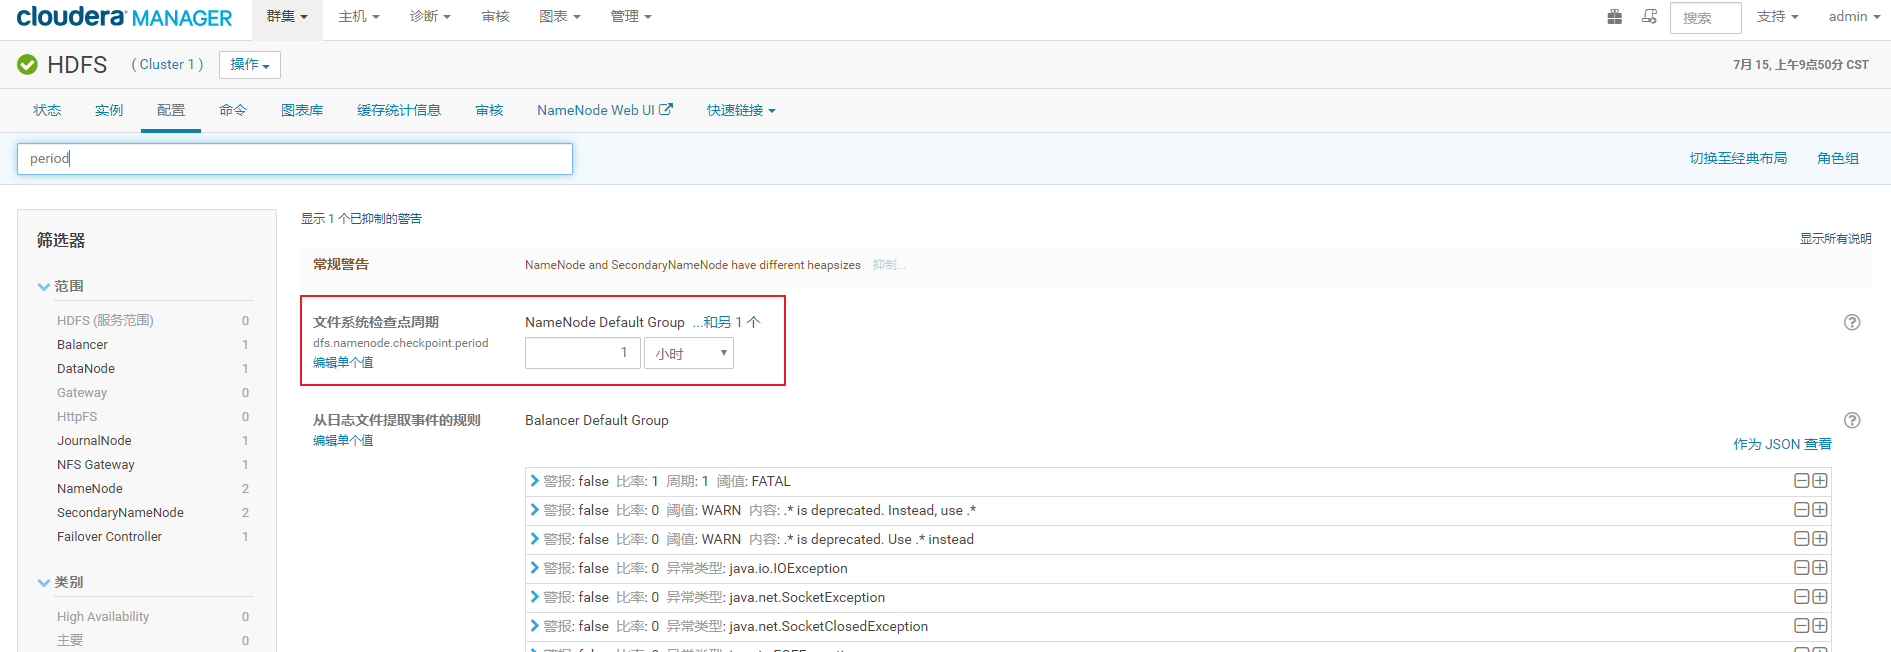 cloudera MANAGER 群集 主机 诊断 审核 图表 管理 搜索 支持 admin
HDFS ( Cluster 1 ) 操作 7月 15, 上午9点50分 CST
状态 实例 配置 命令 图表库 缓存统计信息 审核 NameNode Web UI 快速链接
period 切换至经典布局 角色组
显示 1 个已抑制的警告
筛选器
显示所有说明
常规警告 NameNode and SecondaryNameNode have different heapsizes 抑制...
范围
HDFS (服务范围) 0
Balancer 1
DataNode 1
Gateway 0
HttpFS 0
JournalNode 1
NFS Gateway 1
NameNode 2
SecondaryNameNode 2
Failover Controller 1
类别
High Availability 0
主要 0
文件系统检查点周期 NameNode Default Group ...和另 1 个
dfs.namenode.checkpoint.period
编辑单个值
1 小时
从日志文件提取事件的规则 Balancer Default Group
编辑单个值
作为 JSON 查看
警报: false 比率: 1 周期: 1 阈值: FATAL
警报: false 比率: 0 阈值: WARN 内容: .* is deprecated. Instead, use .*
警报: false 比率: 0 阈值: WARN 内容: .* is deprecated. Use .* instead
警报: false 比率: 0 异常类型: java.io.IOException
警报: false 比率: 0 异常类型: java.net.SocketException
警报: false 比率: 0 异常类型: java.net.SocketClosedException